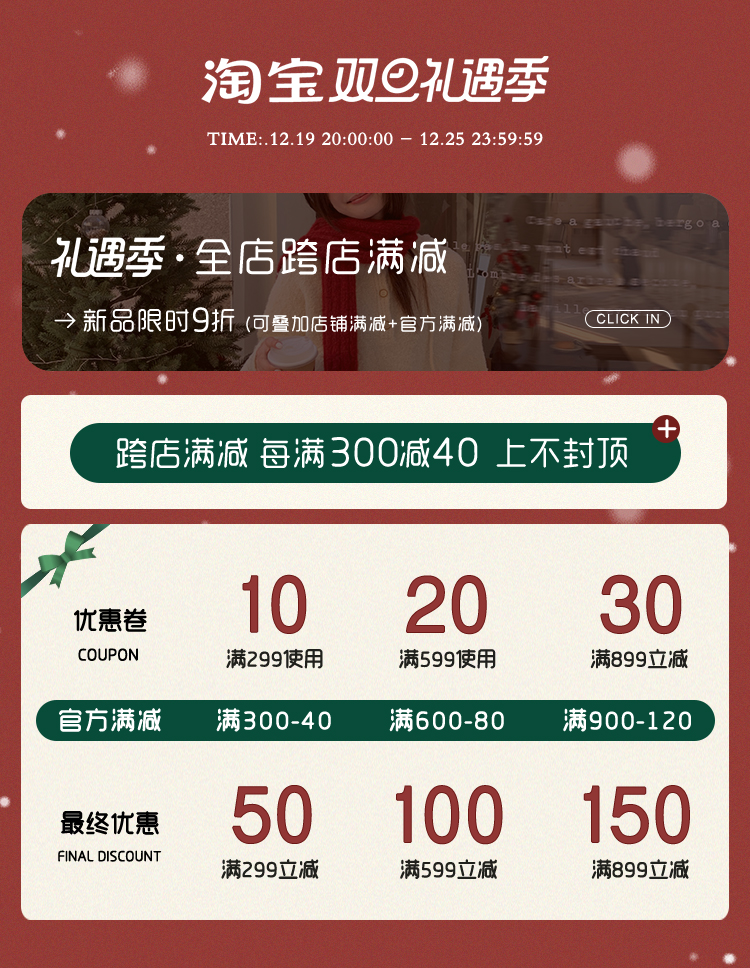 淘宝双旦礼遇季
TIME:.12.19 20:00:00 － 12.25 23:59:59
礼遇季·全店跨店满减
→新品限时9折 (可叠加店铺满减+官方满减)
CLICK IN
跨店满减 每满300减40 上不封顶
+
优惠卷
COUPON
10
满299使用
20
满599使用
30
满899立减
官方满减 满300-40 满600-80 满900-120
最终优惠
FINAL DISCOUNT
50
满299立减
100
满599立减
150
满899立减